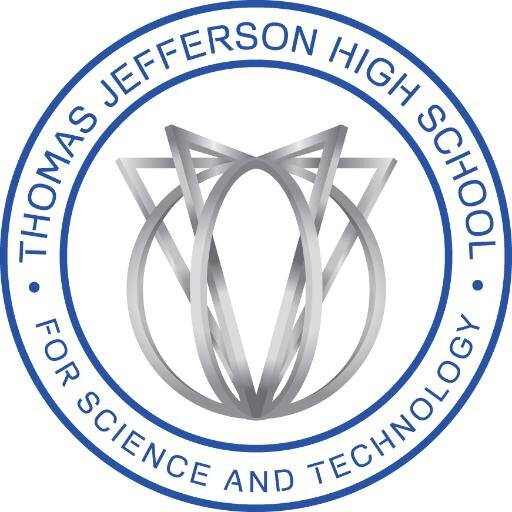 THOMAS JEFFERSON HIGH SCHOOL
FOR SCIENCE AND TECHNOLOGY